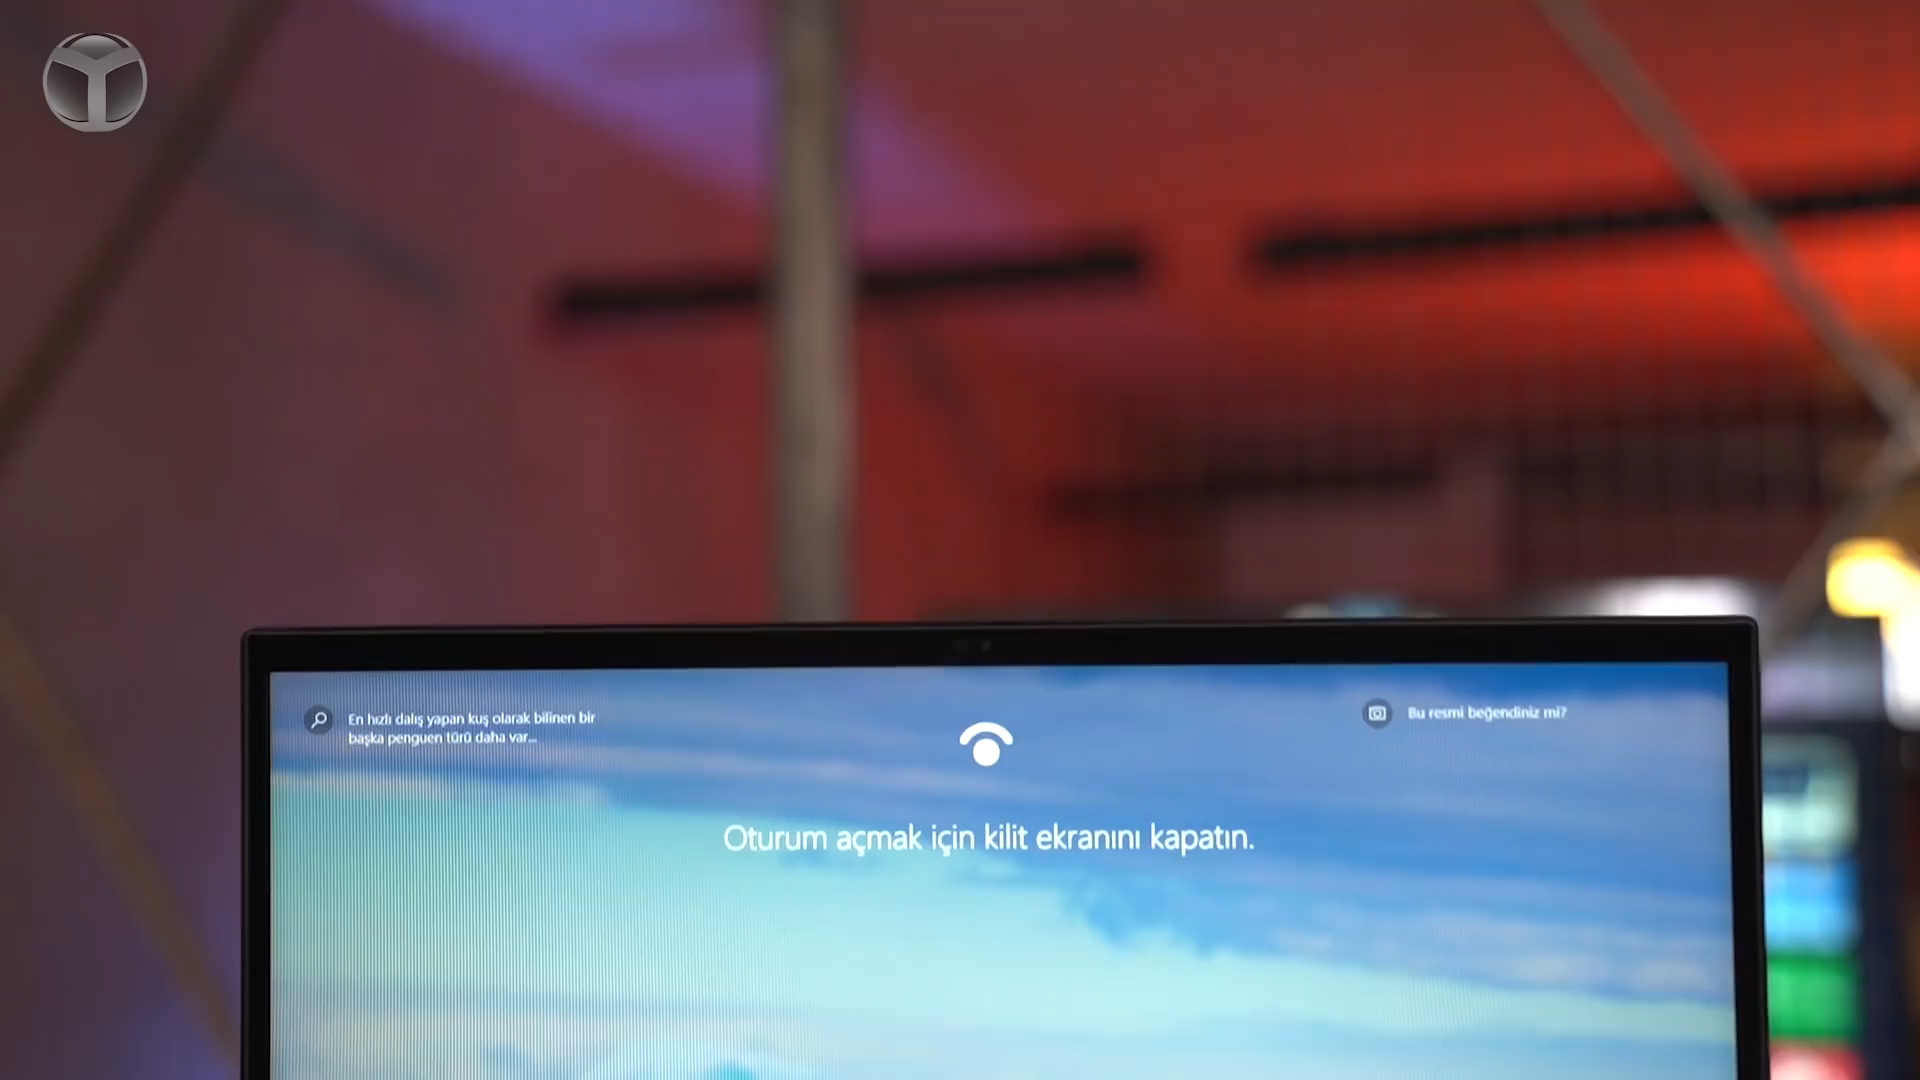 En hızlı dalış yapan kuş olarak bilinen bir
başka penguen türü daha var...
Bu resmi beğendiniz mi?
Oturum açmak için kilit ekranını kapatın.